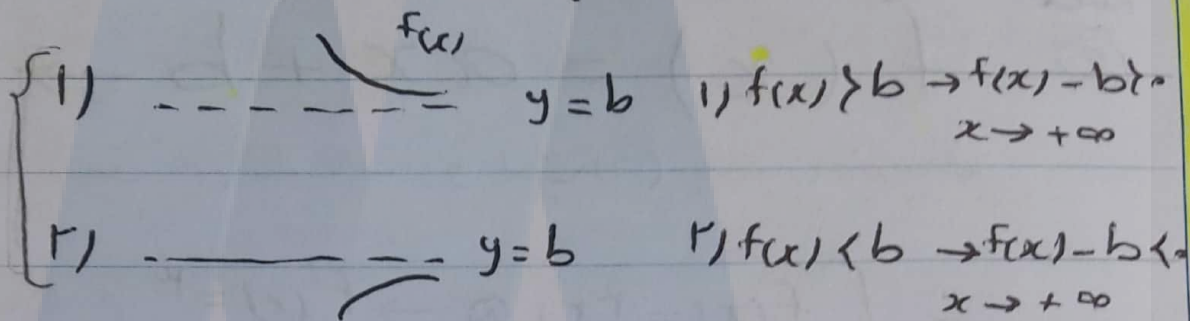 f(x)
۱) y = b ۱) f(x) > b → f(x) - b > ۰
x → +∞
۲) y = b ۲) f(x) < b → f(x) - b < ۰
x → +∞